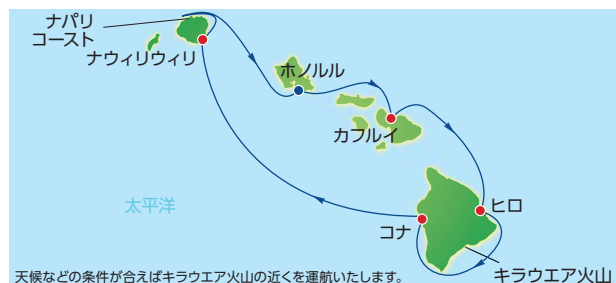 ナパリ
コースト
ナウィリウィリ
ホノルル
カフルイ
太平洋
ヒロ
コナ
キラウエア火山
天候などの条件が合えばキラウエア火山の近くを運航いたします。